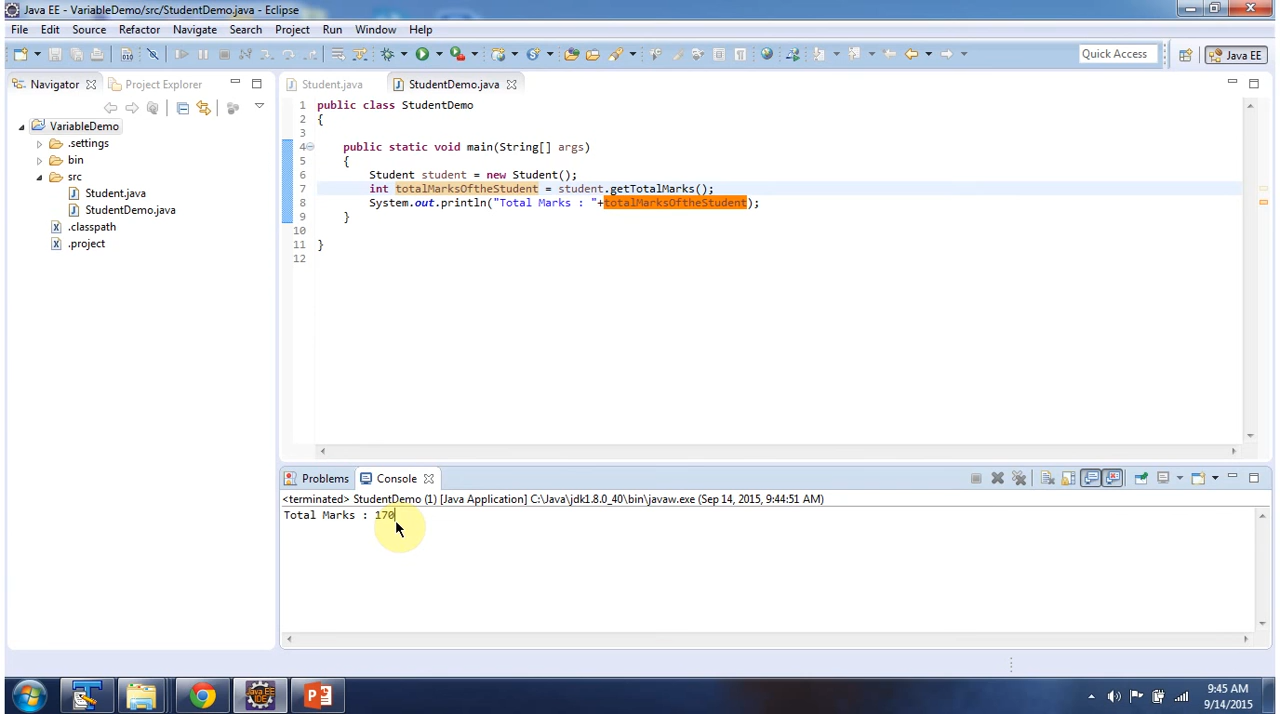 Java EE - VariableDemo/src/StudentDemo.java - Eclipse
File Edit Source Refactor Navigate Search Project Run Window Help
Quick Access
Java EE
Navigator
Project Explorer
VariableDemo
.settings
bin
src
Student.java
StudentDemo.java
.classpath
.project
Student.java
StudentDemo.java
1 public class StudentDemo
2 {
3
4 public static void main(String[] args)
5 {
6 Student student = new Student();
7 int totalMarksOftheStudent = student.getTotalMarks();
8 System.out.println("Total Marks : "+totalMarksOftheStudent);
9 }
10
11 }
12
Problems
Console
<terminated> StudentDemo (1) [Java Application] C:\Java\jdk1.8.0_40\bin\javaw.exe (Sep 14, 2015, 9:44:51 AM)
Total Marks : 170
Java EE
IDE
9:45 AM
9/14/2015